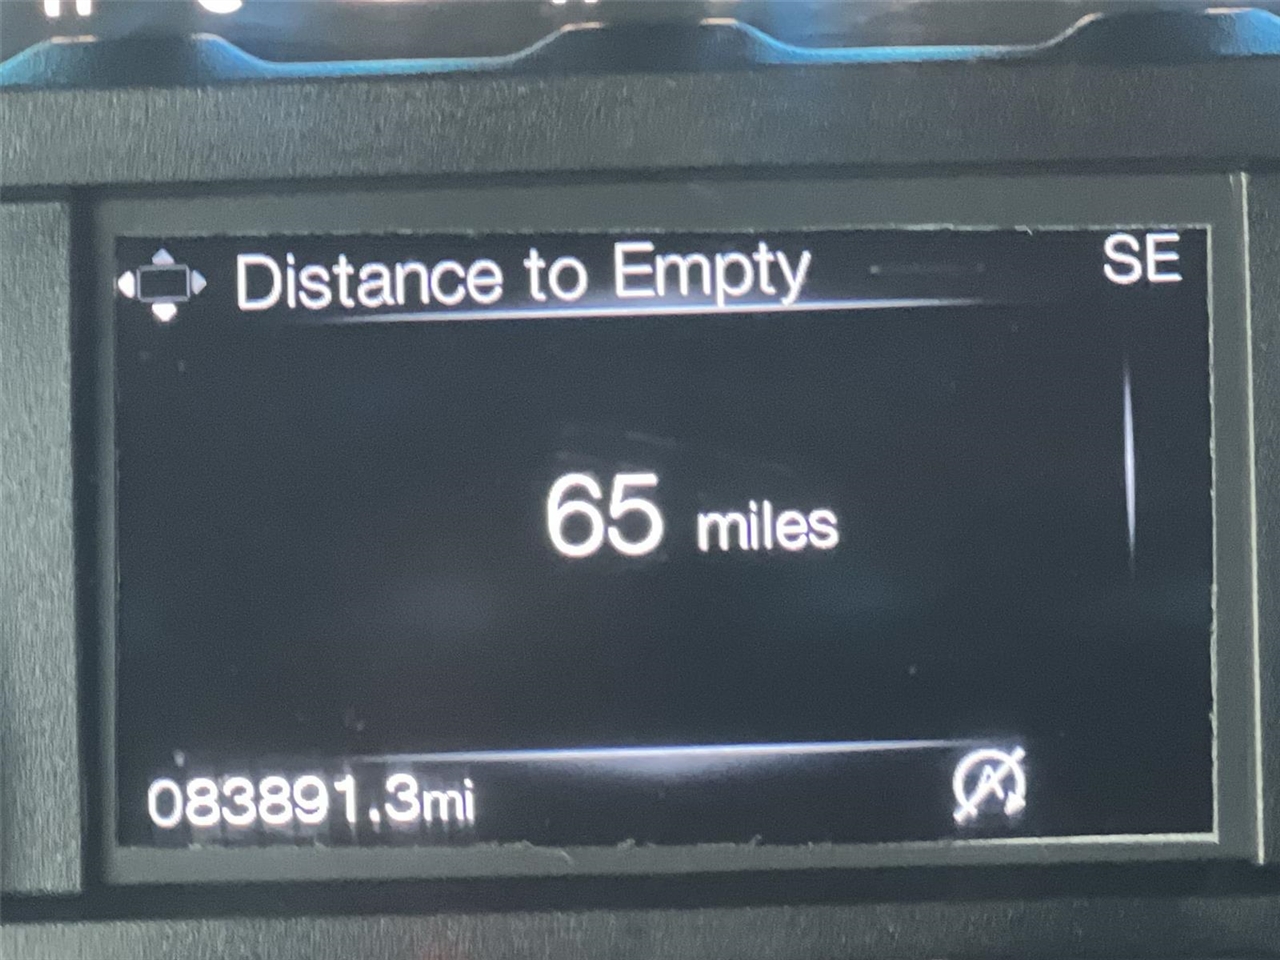 Distance to Empty
SE
65 miles
083891.3mi